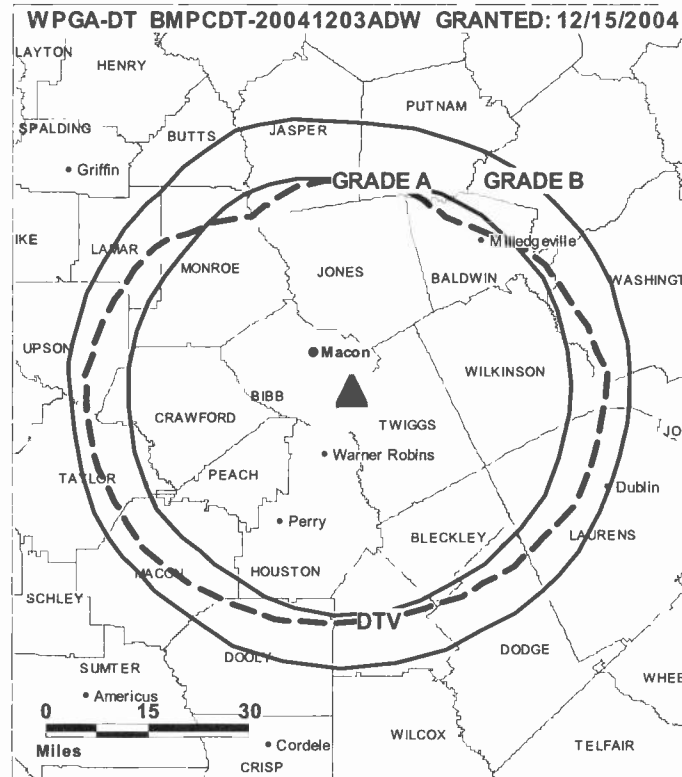 WPGA-DT BMPCDT-20041203ADW GRANTED: 12/15/2004
LAYTON
HENRY
PUTNAM
SPALDING
BUTTS
JASPER
Griffin
GRADE A
GRADE B
IKE
LAMAR
Milledgeville
MONROE
JONES
BALDWIN
WASHINGT
UPSON
Macon
WILKINSON
BIBB
CRAWFORD
TWIGGS
JO
Warner Robins
TAYLOR
PEACH
Dublin
Perry
BLECKLEY
LAURENS
MACON
HOUSTON
SCHLEY
DTV
DOOLY
DODGE
SUMTER
WHEE
Americus
0 15 30
Miles
WILCOX
TELFAIR
Cordele
CRISP